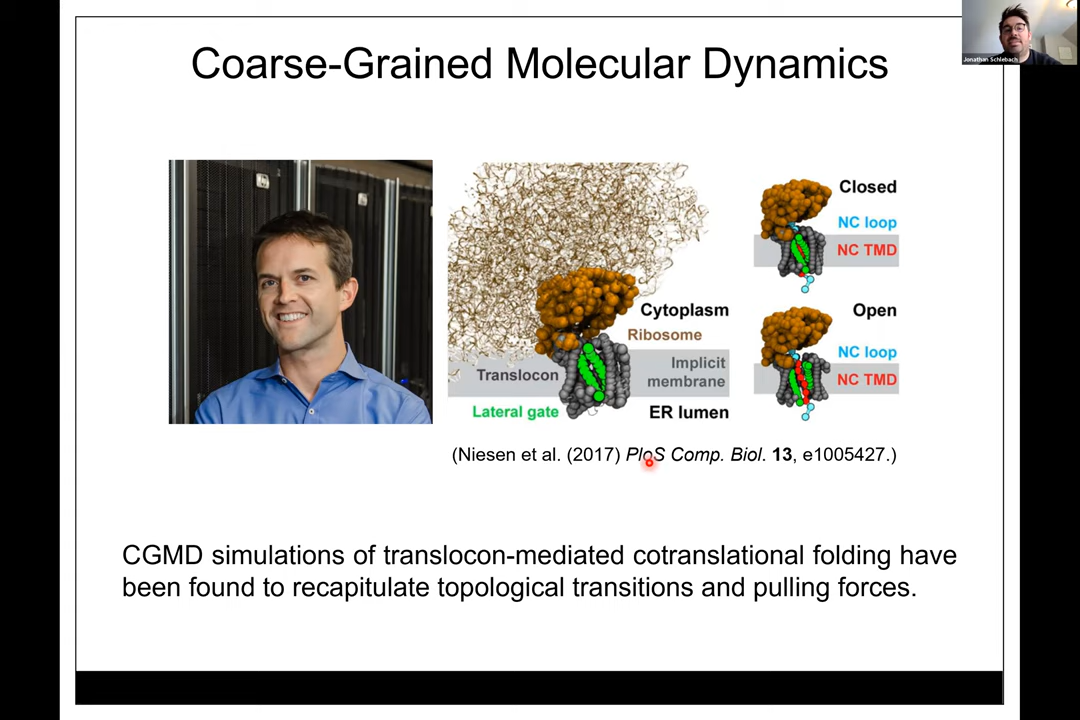 Coarse-Grained Molecular Dynamics
Jonathan Schlebach
Cytoplasm
Ribosome
Translocon
Implicit
membrane
Lateral gate
ER lumen
Closed
NC loop
NC TMD
Open
NC loop
NC TMD
(Niesen et al. (2017) PloS Comp. Biol. 13, e1005427.)
CGMD simulations of translocon-mediated cotranslational folding have
been found to recapitulate topological transitions and pulling forces.